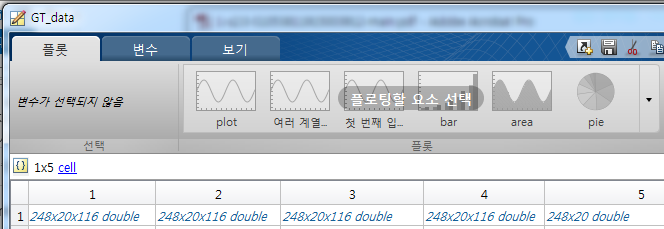 GT_data
플롯 변수 보기
변수가 선택되지 않음
플로팅할 요소 선택
plot 여러 계열... 첫 번째 입... bar area pie
선택 플롯
1x5 cell
1 2 3 4 5
1 248x20x116 double 248x20x116 double 248x20x116 double 248x20x116 double 248x20 double